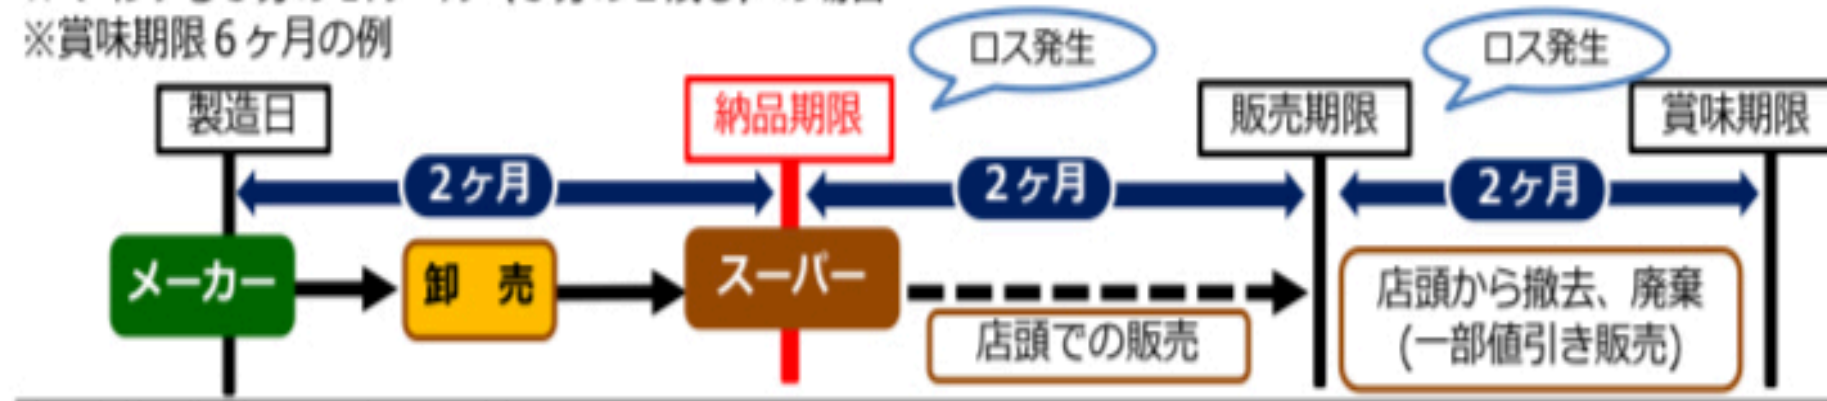 ※賞味期限6ヶ月の例
ロス発生
ロス発生
製造日
納品期限
販売期限
賞味期限
2ヶ月
2ヶ月
2ヶ月
メーカー
卸 売
スーパー
店頭での販売
店頭から撤去、廃棄
(一部値引き販売)